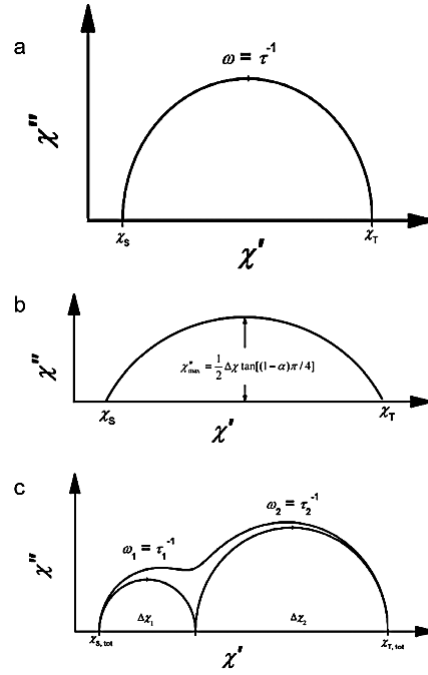 a
ω = τ⁻¹
χ"
χS
χT
χ'
b
χ"max = 1/2 Δχ tan[(1−α)π/4]
χ"
χS
χT
χ'
c
ω₂ = τ₂⁻¹
ω₁ = τ₁⁻¹
χ"
Δχ₁
Δχ₂
χS, tot
χT, tot
χ'